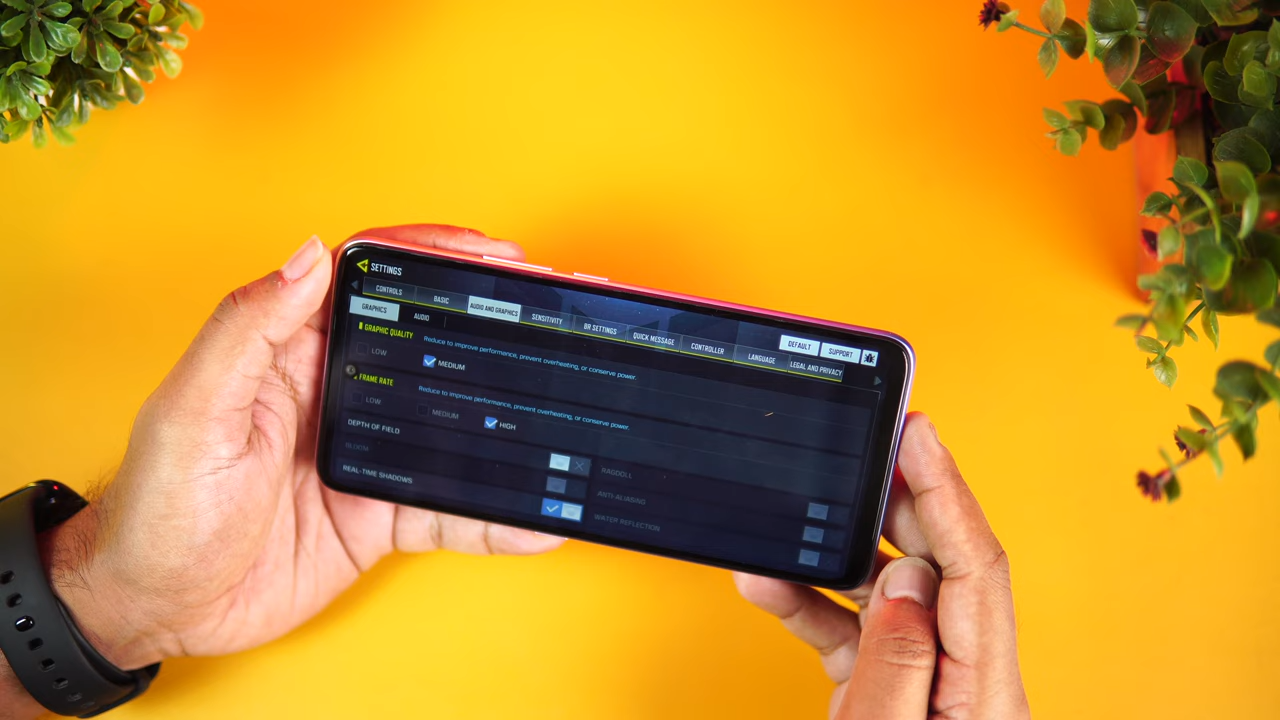 SETTINGS
CONTROLS BASIC AUDIO AND GRAPHICS SENSITIVITY BR SETTINGS QUICK MESSAGE CONTROLLER LANGUAGE LEGAL AND PRIVACY
DEFAULT SUPPORT
GRAPHICS AUDIO
GRAPHIC QUALITY Reduce to improve performance, prevent overheating, or conserve power.
LOW MEDIUM
FRAME RATE Reduce to improve performance, prevent overheating, or conserve power.
LOW MEDIUM HIGH
DEPTH OF FIELD RAGDOLL
BLOOM ANTI-ALIASING
REAL-TIME SHADOWS WATER REFLECTION